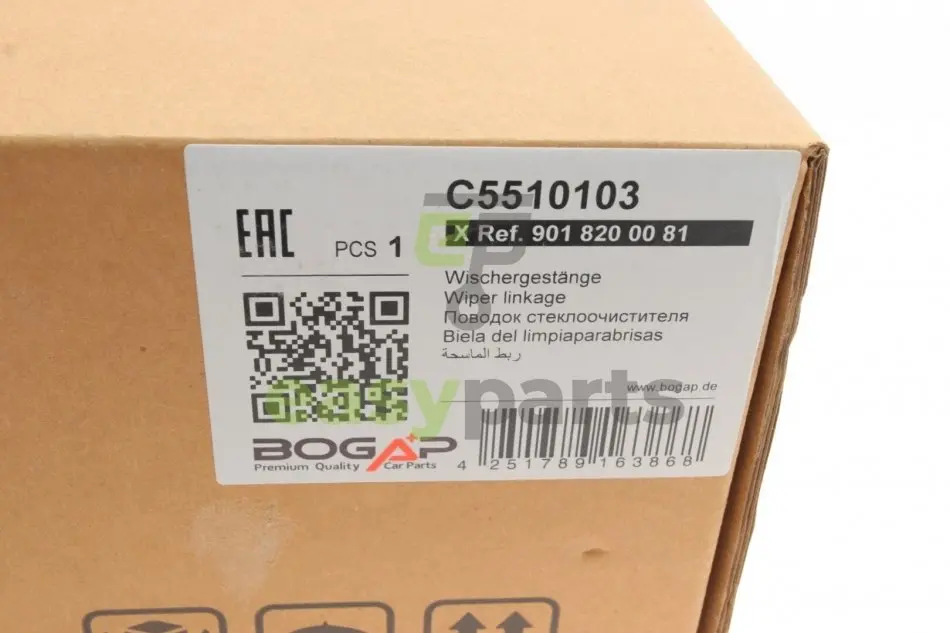 C5510103
X Ref. 901 820 00 81
EAC
PCS 1
Wischergestänge
Wiper linkage
Поводок стеклоочистителя
Biela del limpiaparabrisas
ربط الماسحة
www.bogap.de
easyparts
BOGAP
Premium Quality Car Parts
4 251789 163868